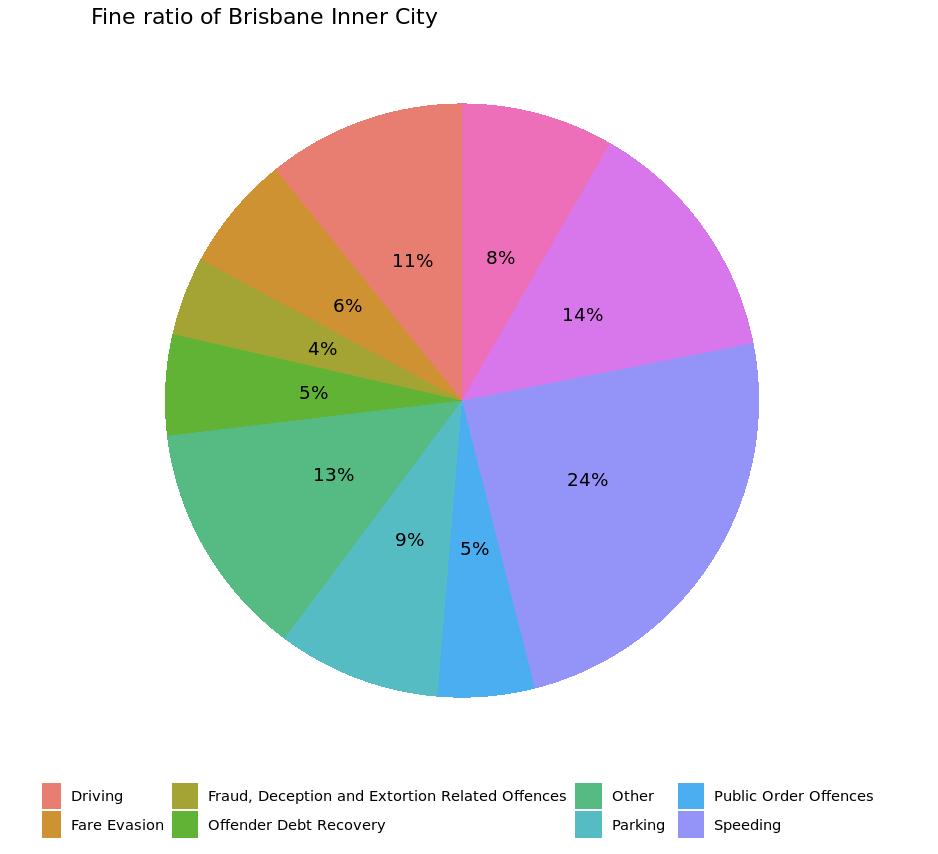 Fine ratio of Brisbane Inner City
11%
8%
6%
14%
4%
5%
13%
24%
9%
5%
Driving
Fraud, Deception and Extortion Related Offences
Other
Public Order Offences
Fare Evasion
Offender Debt Recovery
Parking
Speeding